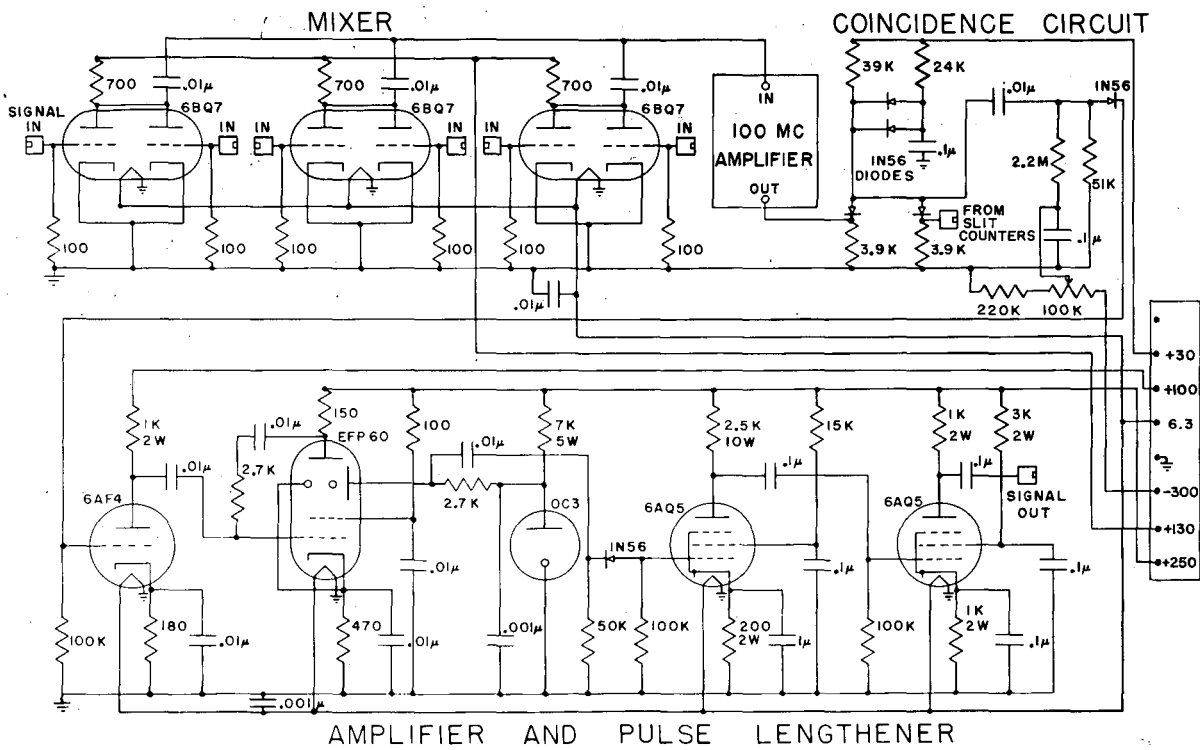 MIXER
COINCIDENCE CIRCUIT
700
.01µ
700
.01µ
700
.01µ
39K
24K
.01µ
1N56
SIGNAL
IN
6BQ7
IN
IN
6BQ7
IN
IN
6BQ7
IN
IN
100 MC
AMPLIFIER
OUT
1N56
DIODES
.1µ
2.2M
51K
FROM
SLIT
COUNTERS
.1µ
100
100
100
100
100
100
3.9K
3.9K
.01µ
220K
100K
+30
+100
6.3
-300
+130
+250
1K
2W
.01µ
150
EFP60
100
.01µ
7K
5W
2.5K
10W
15K
1K
2W
3K
2W
.01µ
2.7K
2.7K
.1µ
.1µ
SIGNAL
OUT
6AF4
OC3
6AQ5
6AQ5
1N56
.01µ
.1µ
.1µ
100K
180
.01µ
470
.01µ
.001µ
50K
100K
200
2W
.1µ
100K
1K
2W
.1µ
.001µ
AMPLIFIER AND PULSE LENGTHENER